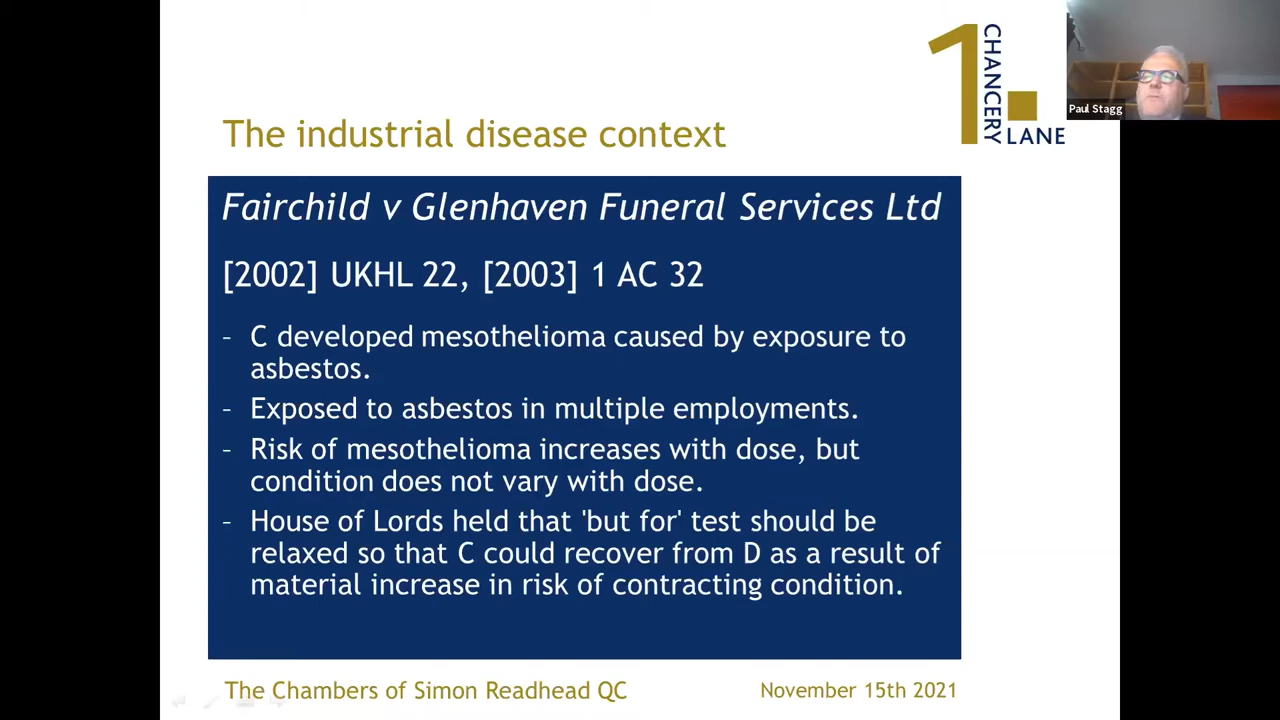 1 CHANCERY LANE
Paul Stagg
The industrial disease context
Fairchild v Glenhaven Funeral Services Ltd
[2002] UKHL 22, [2003] 1 AC 32
– C developed mesothelioma caused by exposure to
asbestos.
– Exposed to asbestos in multiple employments.
– Risk of mesothelioma increases with dose, but
condition does not vary with dose.
– House of Lords held that 'but for' test should be
relaxed so that C could recover from D as a result of
material increase in risk of contracting condition.
The Chambers of Simon Readhead QC
November 15th 2021